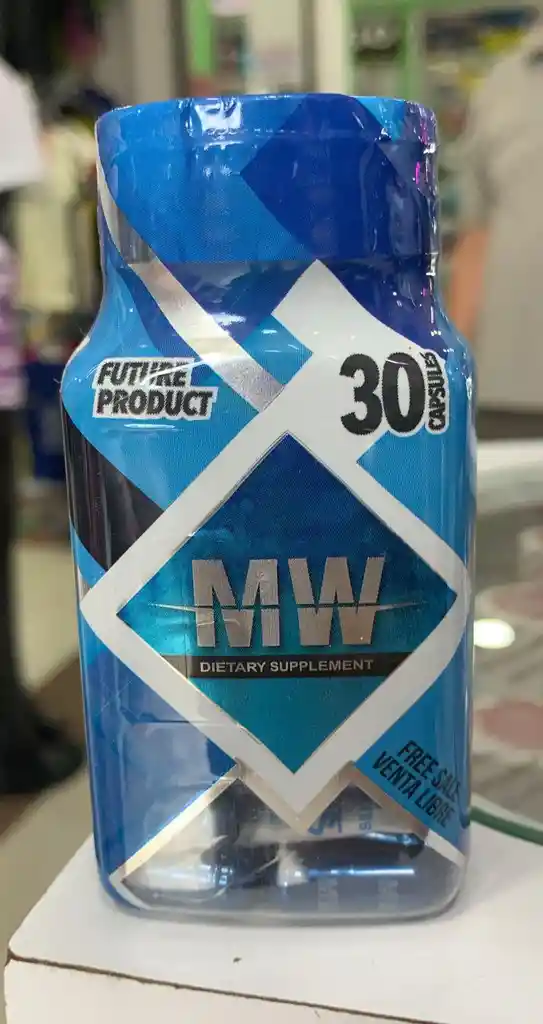 FUTURE
PRODUCT
30
CAPSULES
MW
DIETARY SUPPLEMENT
FREE SALE
VENTA LIBRE